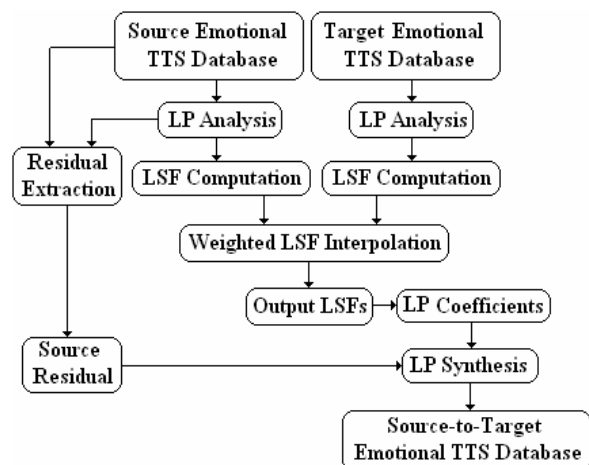 Source Emotional
TTS Database
Target Emotional
TTS Database
LP Analysis
LP Analysis
Residual
Extraction
LSF Computation
LSF Computation
Weighted LSF Interpolation
Output LSFs
LP Coefficients
Source
Residual
LP Synthesis
Source-to-Target
Emotional TTS Database